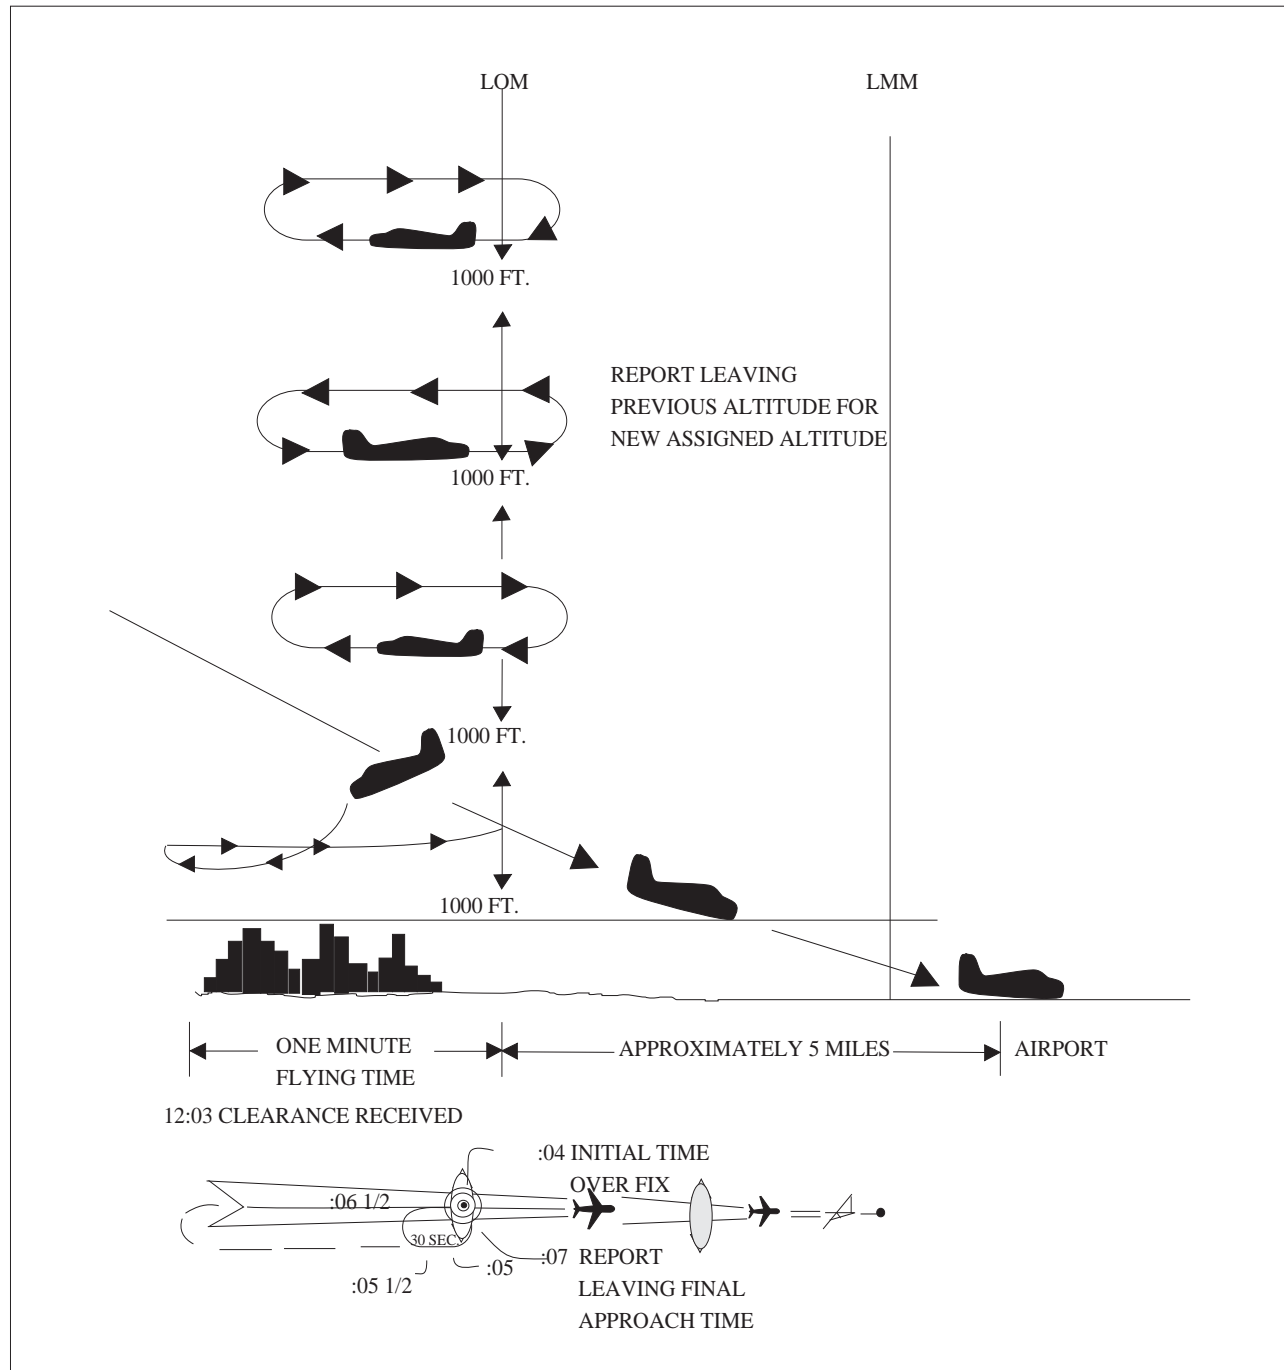 LOM
LMM
1000 FT.
REPORT LEAVING
PREVIOUS ALTITUDE FOR
NEW ASSIGNED ALTITUDE
1000 FT.
1000 FT.
1000 FT.
ONE MINUTE
FLYING TIME
APPROXIMATELY 5 MILES
AIRPORT
12:03 CLEARANCE RECEIVED
:04 INITIAL TIME
OVER FIX
:06 1/2
30 SEC.
:05
:05 1/2
:07 REPORT
LEAVING FINAL
APPROACH TIME